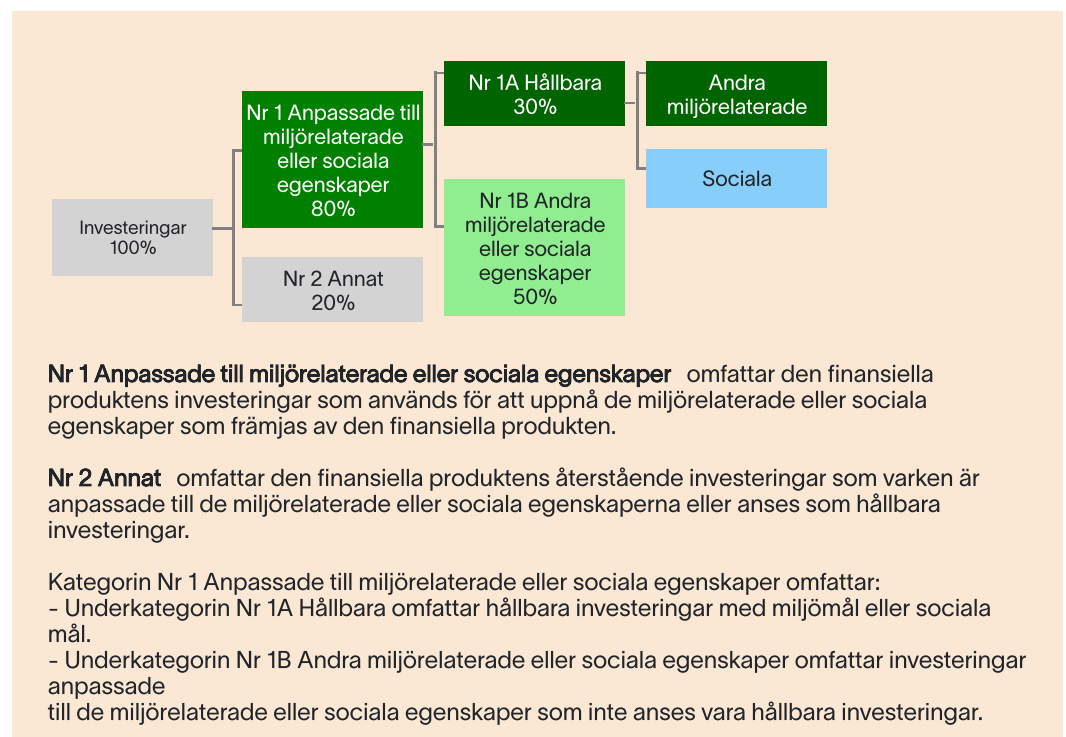 Investeringar
100%
Nr 1 Anpassade till
miljörelaterade
eller sociala
egenskaper
80%
Nr 2 Annat
20%
Nr 1A Hållbara
30%
Nr 1B Andra
miljörelaterade
eller sociala
egenskaper
50%
Andra
miljörelaterade
Sociala
Nr 1 Anpassade till miljörelaterade eller sociala egenskaper omfattar den finansiella
produktens investeringar som används för att uppnå de miljörelaterade eller sociala
egenskaper som främjas av den finansiella produkten.
Nr 2 Annat omfattar den finansiella produktens återstående investeringar som varken är
anpassade till de miljörelaterade eller sociala egenskaperna eller anses som hållbara
investeringar.
Kategorin Nr 1 Anpassade till miljörelaterade eller sociala egenskaper omfattar:
- Underkategorin Nr 1A Hållbara omfattar hållbara investeringar med miljömål eller sociala
mål.
- Underkategorin Nr 1B Andra miljörelaterade eller sociala egenskaper omfattar investeringar
anpassade
till de miljörelaterade eller sociala egenskaper som inte anses vara hållbara investeringar.